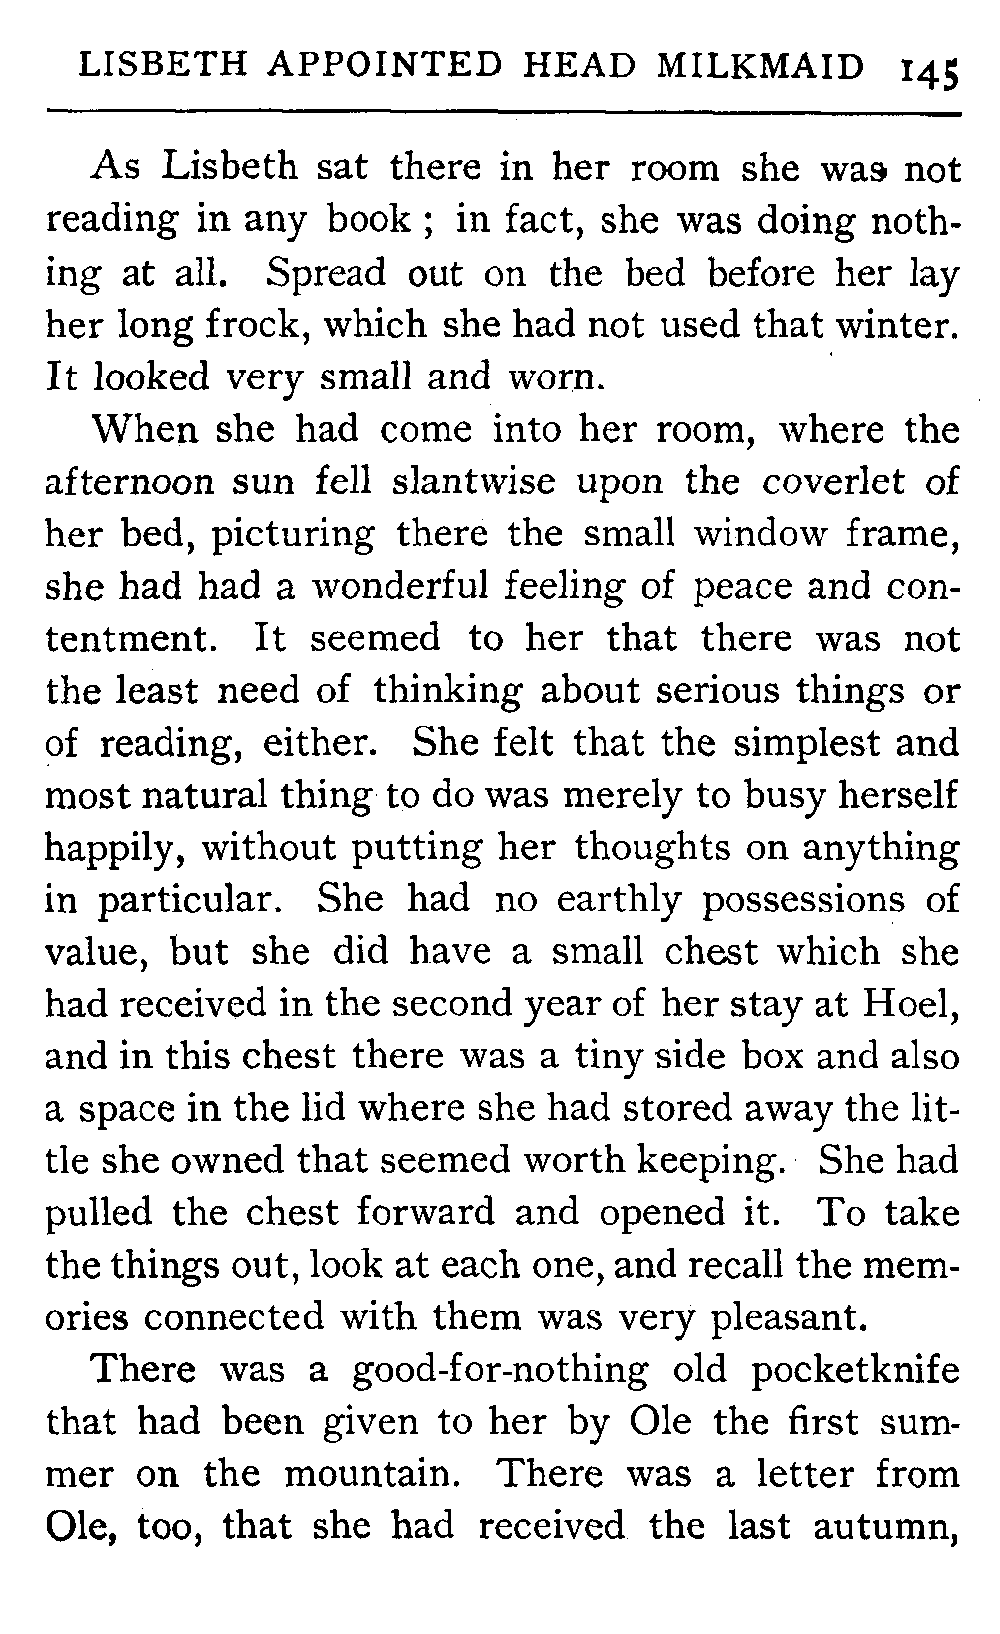 LISBETH APPOINTED HEAD MILKMAID 145
As Lisbeth sat there in her room she was not
reading in any book ; in fact, she was doing noth-
ing at all. Spread out on the bed before her lay
her long frock, which she had not used that winter.
It looked very small and worn.
When she had come into her room, where the
afternoon sun fell slantwise upon the coverlet of
her bed, picturing there the small window frame,
she had had a wonderful feeling of peace and con-
tentment. It seemed to her that there was not
the least need of thinking about serious things or
of reading, either. She felt that the simplest and
most natural thing to do was merely to busy herself
happily, without putting her thoughts on anything
in particular. She had no earthly possessions of
value, but she did have a small chest which she
had received in the second year of her stay at Hoel,
and in this chest there was a tiny side box and also
a space in the lid where she had stored away the lit-
tle she owned that seemed worth keeping. She had
pulled the chest forward and opened it. To take
the things out, look at each one, and recall the mem-
ories connected with them was very pleasant.
There was a good-for-nothing old pocketknife
that had been given to her by Ole the first sum-
mer on the mountain. There was a letter from
Ole, too, that she had received the last autumn,